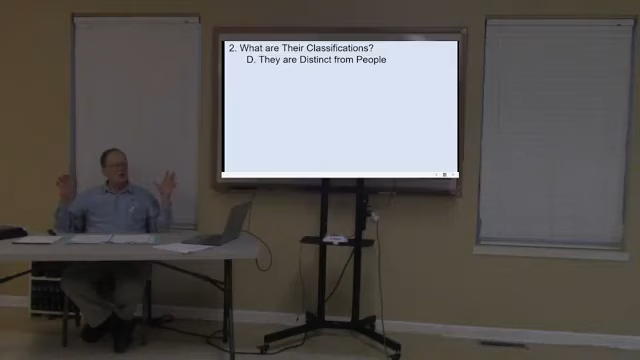 2. What are Their Classifications?
D. They are Distinct from People